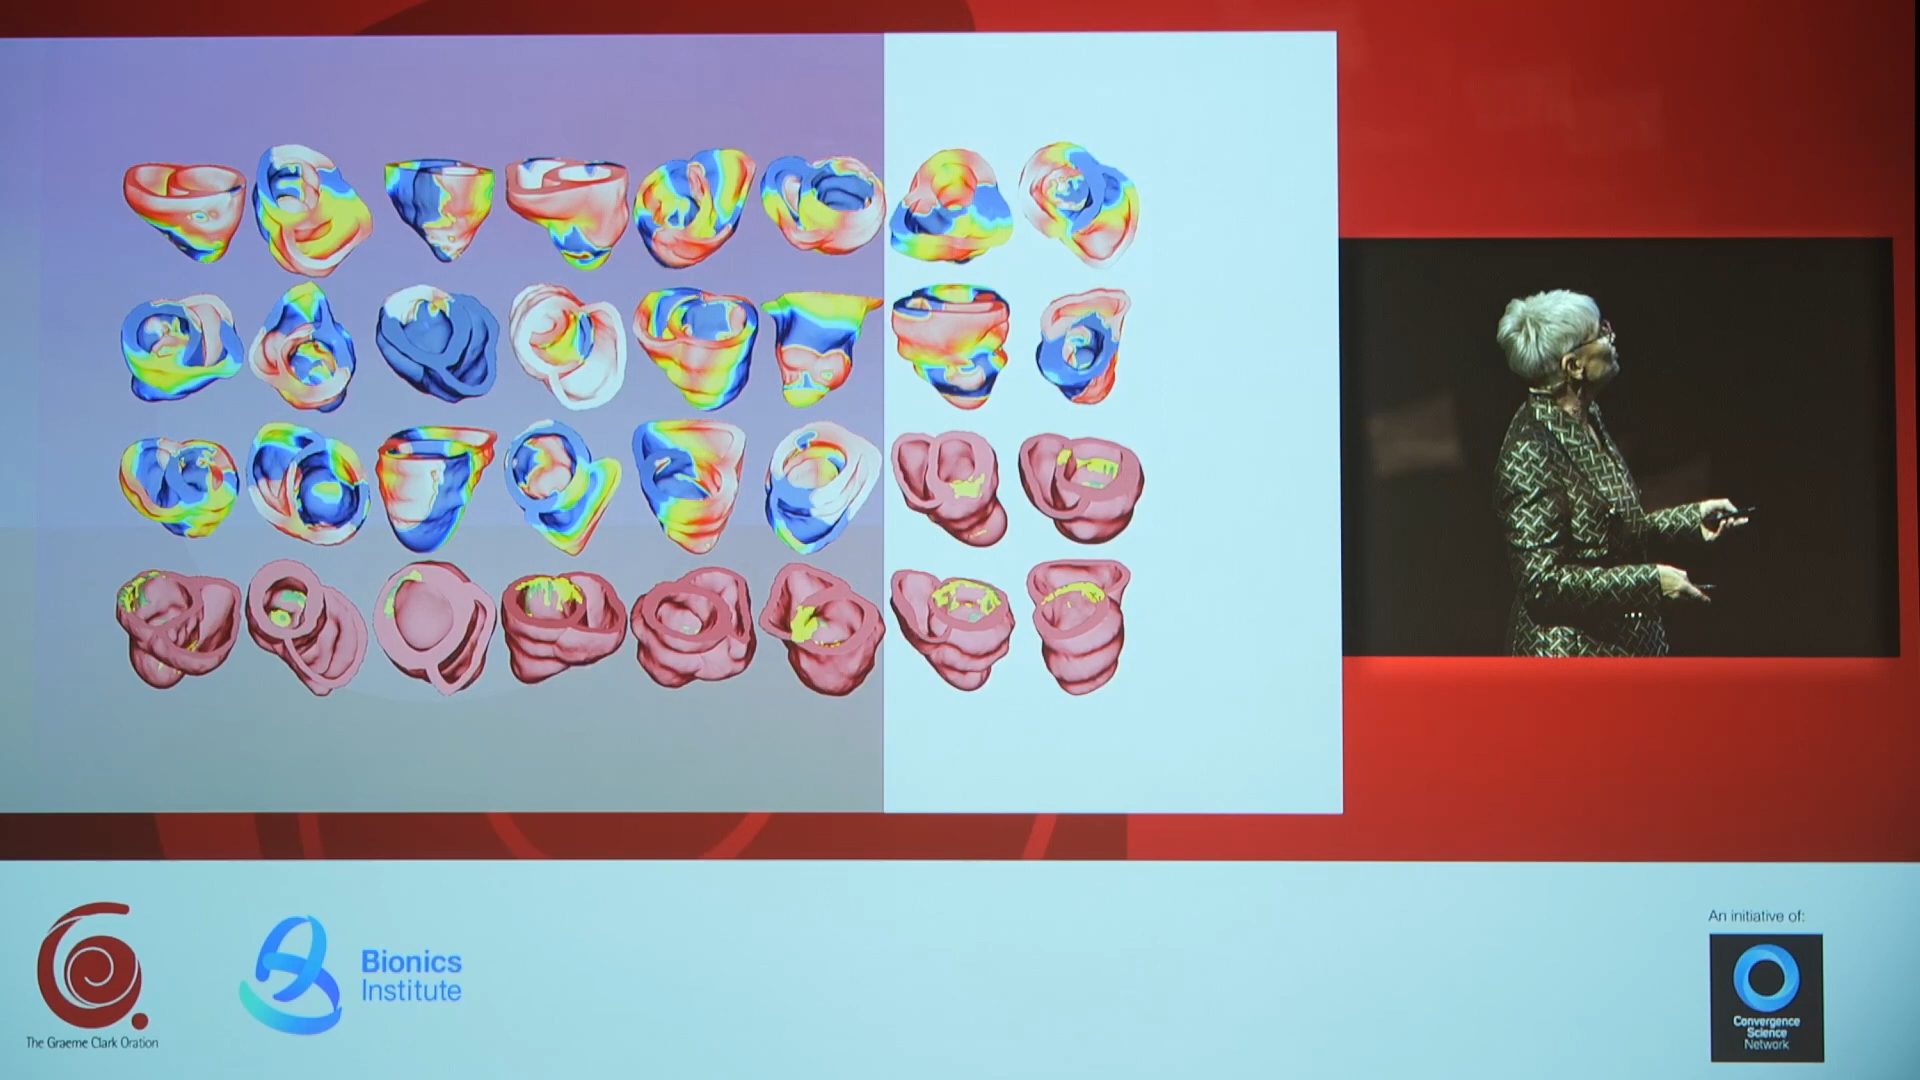 The Graeme Clark Oration
Bionics
Institute
An initiative of:
Convergence
Science
Network